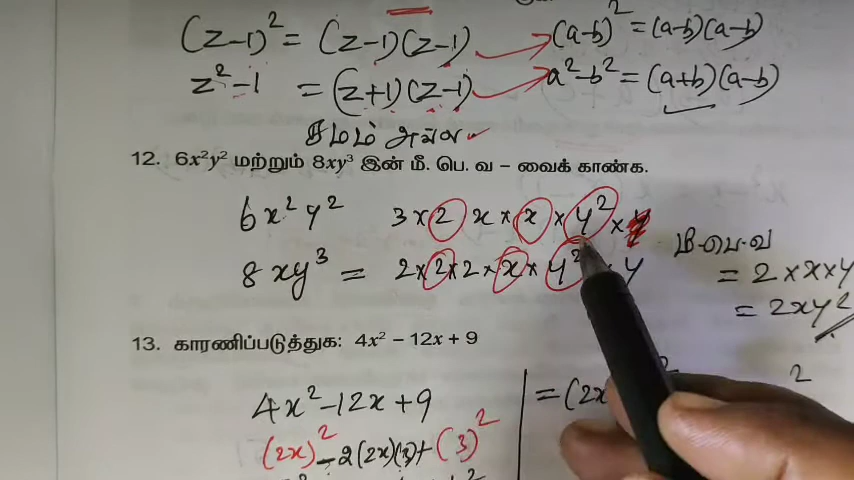 (z-1)² = (z-1)(z-1) (a-b)² = (a-b)(a-b)
z²-1 = (z+1)(z-1) a²-b² = (a+b)(a-b)
சமம் அல்ல
12. 6x²y² மற்றும் 8xy³ இன் மீ. பெ. வ – வைக் காண்க.
6x²y² 3×2 x × x × y² ×
8xy³ = 2×2×2×x× y² y
மீ.பெ.வ
= 2×x×y
= 2xy²
13. காரணிப்படுத்துக: 4x² – 12x + 9
4x²-12x+9 = (2x
(2x)² - 2(2x)(3)+(3)²